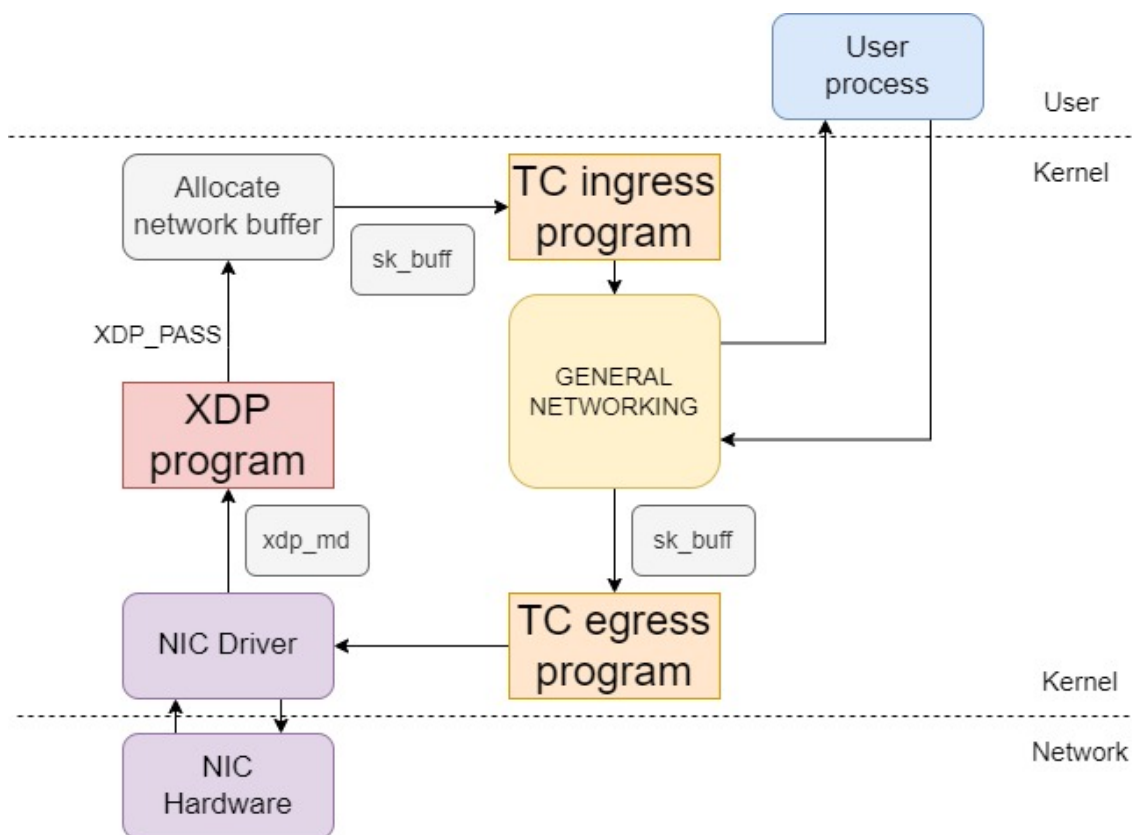 User
process
User
Kernel
Allocate
network buffer
TC ingress
program
sk_buff
XDP_PASS
GENERAL
NETWORKING
XDP
program
xdp_md
sk_buff
NIC Driver
TC egress
program
Kernel
Network
NIC
Hardware